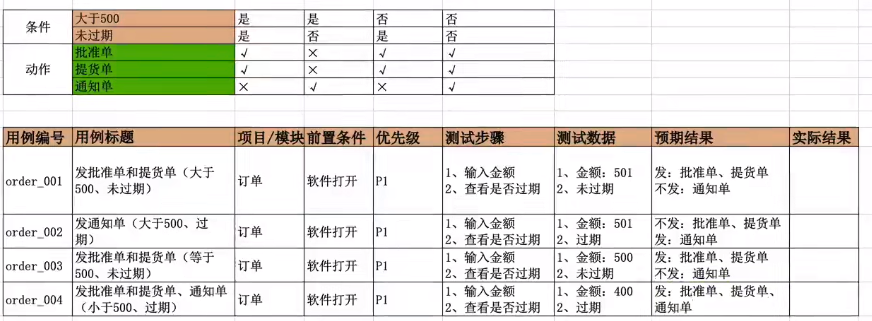 条件 大于500 是 是 否 否
未过期 是 否 是 否
动作 批准单 √ × √ √
提货单 √ × √ √
通知单 × √ × √
用例编号 用例标题 项目/模块 前置条件 优先级 测试步骤 测试数据 预期结果 实际结果
order_001 发批准单和提货单（大于 订单 软件打开 P1 1、输入金额 1、金额：501 发：批准单、提货单
500、未过期） 2、查看是否过期 2、未过期 不发：通知单
order_002 发通知单（大于500、过 订单 软件打开 P1 1、输入金额 1、金额：501 不发：批准单、提货单
期） 2、查看是否过期 2、过期 发：通知单
order_003 发批准单和提货单（等于 订单 软件打开 P1 1、输入金额 1、金额：500 发：批准单、提货单
500、未过期） 2、查看是否过期 2、未过期 不发：通知单
order_004 发批准单和提货单、通知单 订单 软件打开 P1 1、输入金额 1、金额：400 发：批准单、提货单、
（小于500、过期） 2、查看是否过期 2、过期 通知单